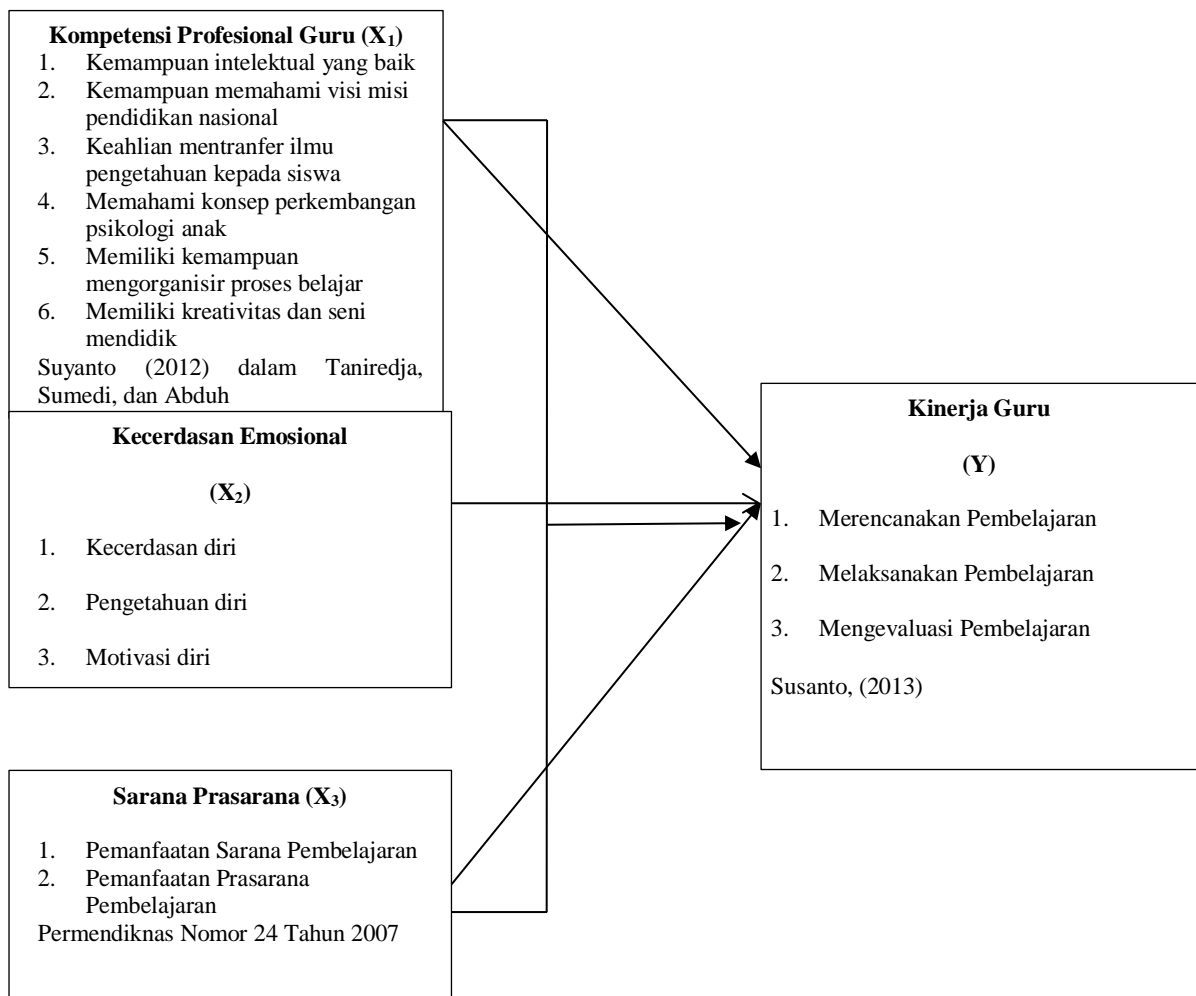 Kompetensi Profesional Guru (X1)
1. Kemampuan intelektual yang baik
2. Kemampuan memahami visi misi
pendidikan nasional
3. Keahlian mentranfer ilmu
pengetahuan kepada siswa
4. Memahami konsep perkembangan
psikologi anak
5. Memiliki kemampuan
mengorganisir proses belajar
6. Memiliki kreativitas dan seni
mendidik
Suyanto (2012) dalam Taniredja,
Sumedi, dan Abduh
Kecerdasan Emosional
(X2)
1. Kecerdasan diri
2. Pengetahuan diri
3. Motivasi diri
Sarana Prasarana (X3)
1. Pemanfaatan Sarana Pembelajaran
2. Pemanfaatan Prasarana
Pembelajaran
Permendiknas Nomor 24 Tahun 2007
Kinerja Guru
(Y)
1. Merencanakan Pembelajaran
2. Melaksanakan Pembelajaran
3. Mengevaluasi Pembelajaran
Susanto, (2013)